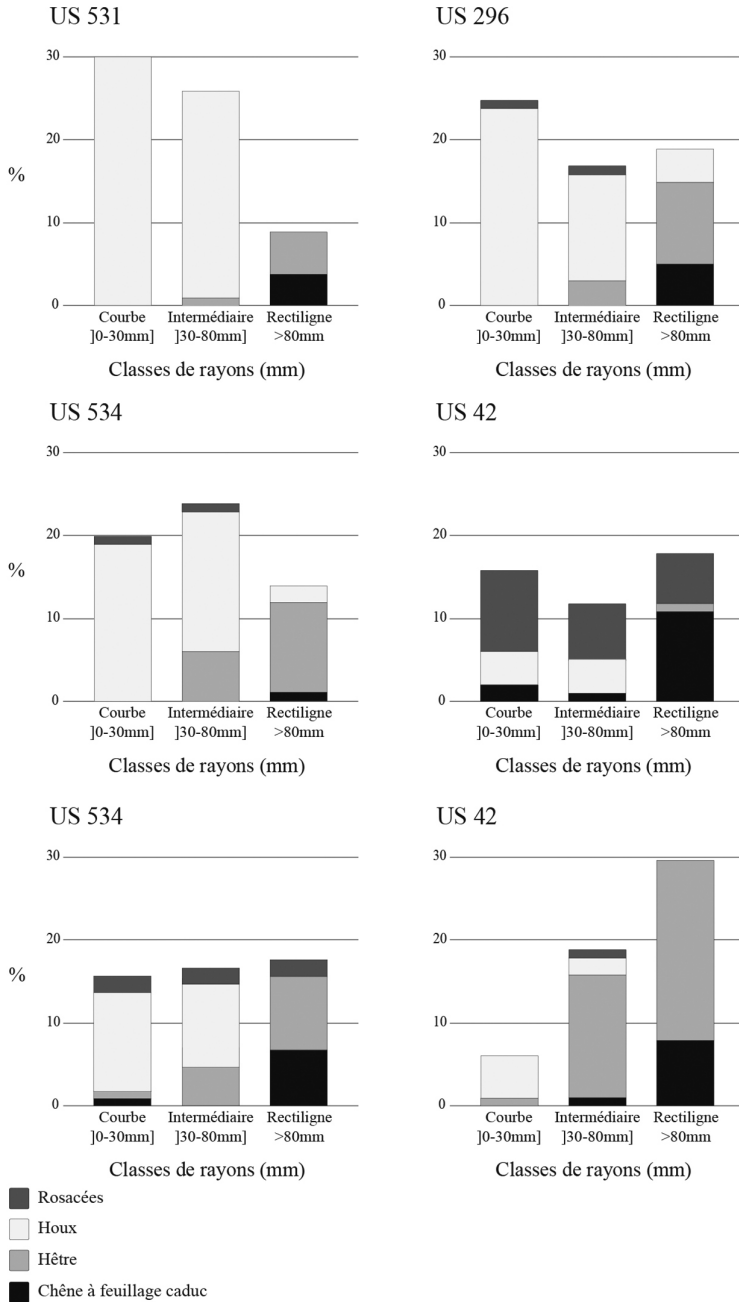 US 531
US 296
30
20
%
10
0
Courbe Intermédiaire Rectiligne
]0-30mm] ]30-80mm] >80mm
Classes de rayons (mm)
30
20
10
0
Courbe Intermédiaire Rectiligne
]0-30mm] ]30-80mm] >80mm
Classes de rayons (mm)
US 534
US 42
30
20
%
10
0
Courbe Intermédiaire Rectiligne
]0-30mm] ]30-80mm] >80mm
Classes de rayons (mm)
30
20
10
0
Courbe Intermédiaire Rectiligne
]0-30mm] ]30-80mm] >80mm
Classes de rayons (mm)
US 534
US 42
30
20
%
10
0
Courbe Intermédiaire Rectiligne
]0-30mm] ]30-80mm] >80mm
Classes de rayons (mm)
30
20
10
0
Courbe Intermédiaire Rectiligne
]0-30mm] ]30-80mm] >80mm
Classes de rayons (mm)
Rosacées
Houx
Hêtre
Chêne à feuillage caduc